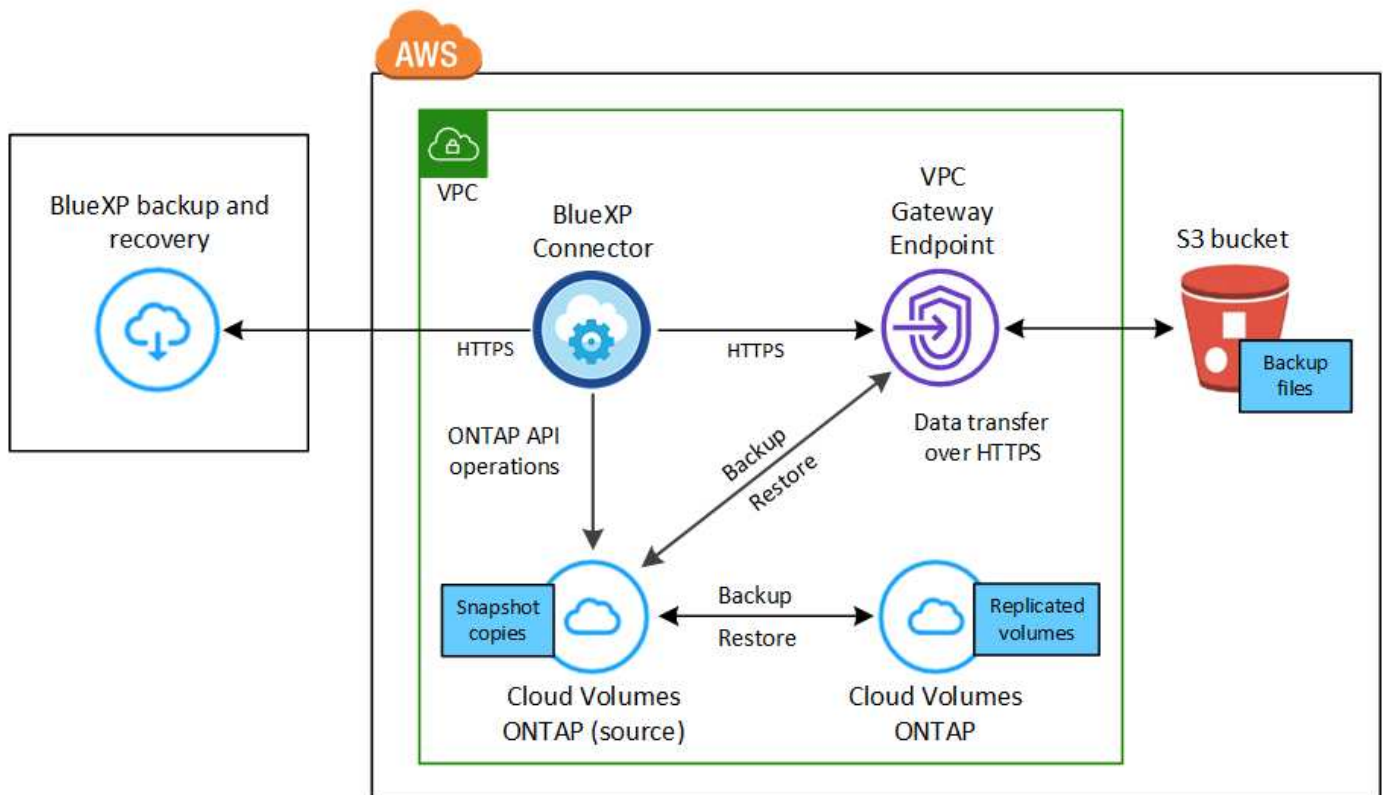 AWS
BlueXP backup and
recovery
VPC
BlueXP
Connector
VPC
Gateway
Endpoint
S3 bucket
Backup
files
HTTPS
HTTPS
ONTAP API
operations
Backup
Restore
Data transfer
over HTTPS
Snapshot
copies
Backup
Restore
Replicated
volumes
Cloud Volumes
ONTAP (source)
Cloud Volumes
ONTAP